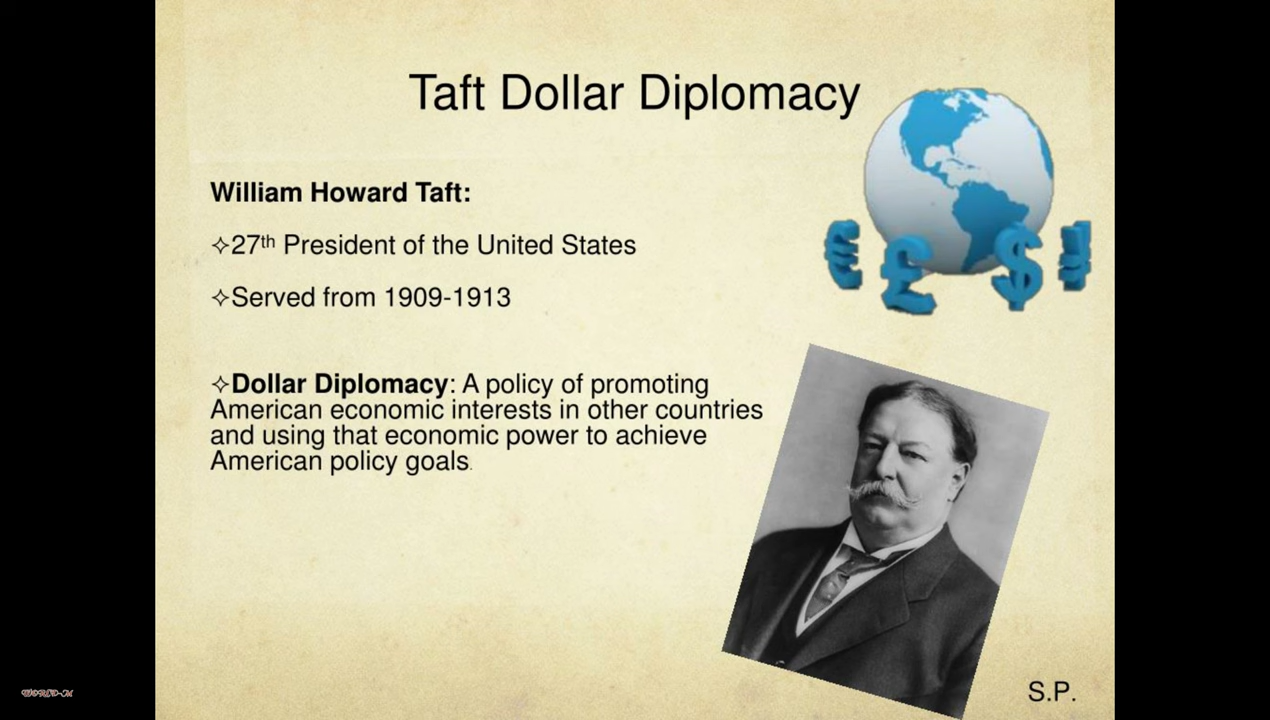 Taft Dollar Diplomacy
William Howard Taft:
✧27th President of the United States
✧Served from 1909-1913
✧Dollar Diplomacy: A policy of promoting
American economic interests in other countries
and using that economic power to achieve
American policy goals.
S.P.
WORLD-M